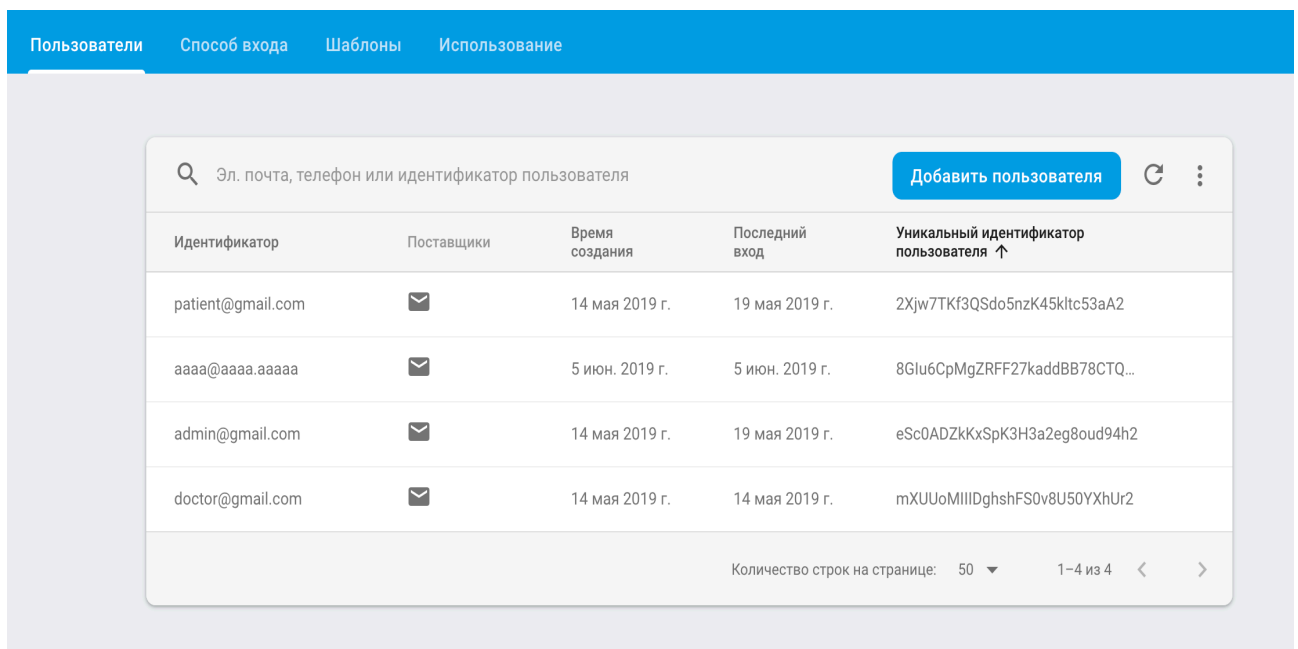 Пользователи Способ входа Шаблоны Использование
Эл. почта, телефон или идентификатор пользователя Добавить пользователя
Идентификатор Поставщики Время создания Последний вход Уникальный идентификатор пользователя ↑
patient@gmail.com 14 мая 2019 г. 19 мая 2019 г. 2Xjw7TKf3QSdo5nzK45kltc53aA2
aaaa@aaaa.aaaaa 5 июн. 2019 г. 5 июн. 2019 г. 8GIu6CpMgZRFF27kaddBB78CTQ...
admin@gmail.com 14 мая 2019 г. 19 мая 2019 г. eSc0ADZkKxSpK3H3a2eg8oud94h2
doctor@gmail.com 14 мая 2019 г. 14 мая 2019 г. mXUUoMIIIDghshFS0v8U50YXhUr2
Количество строк на странице: 50 1–4 из 4